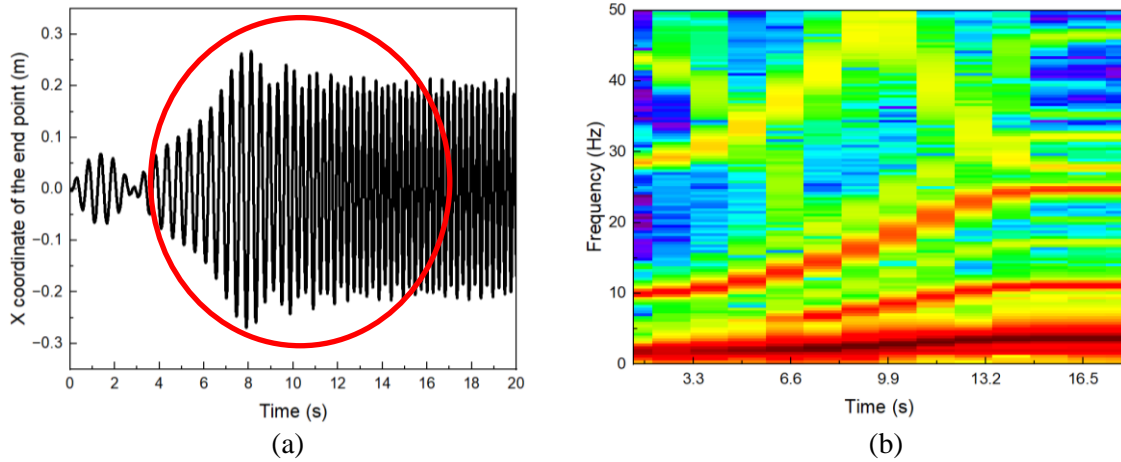 X coordinate of the end point (m)
0.3
0.2
0.1
0.0
−0.1
−0.2
−0.3
0 2 4 6 8 10 12 14 16 18 20
Time (s)
(a)
Frequency (Hz)
50
40
30
20
10
0
3.3 6.6 9.9 13.2 16.5
Time (s)
(b)